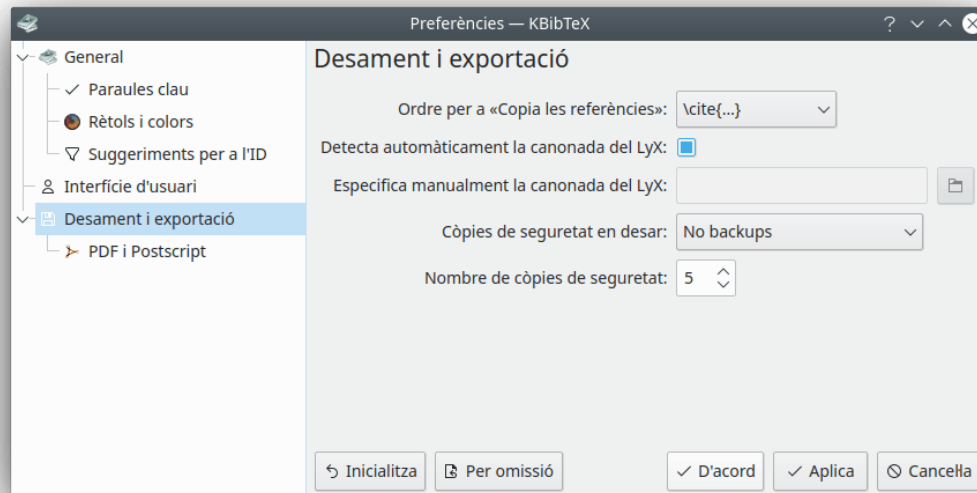 Preferències — KBibTeX
General
Paraules clau
Rètols i colors
Suggeriments per a l'ID
Interfície d'usuari
Desament i exportació
PDF i Postscript
Desament i exportació
Ordre per a «Copia les referències»: \cite{...}
Detecta automàticament la canonada del LyX:
Especifica manualment la canonada del LyX:
Còpies de seguretat en desar: No backups
Nombre de còpies de seguretat: 5
Inicialitza Per omissió D'acord Aplica Canceŀla